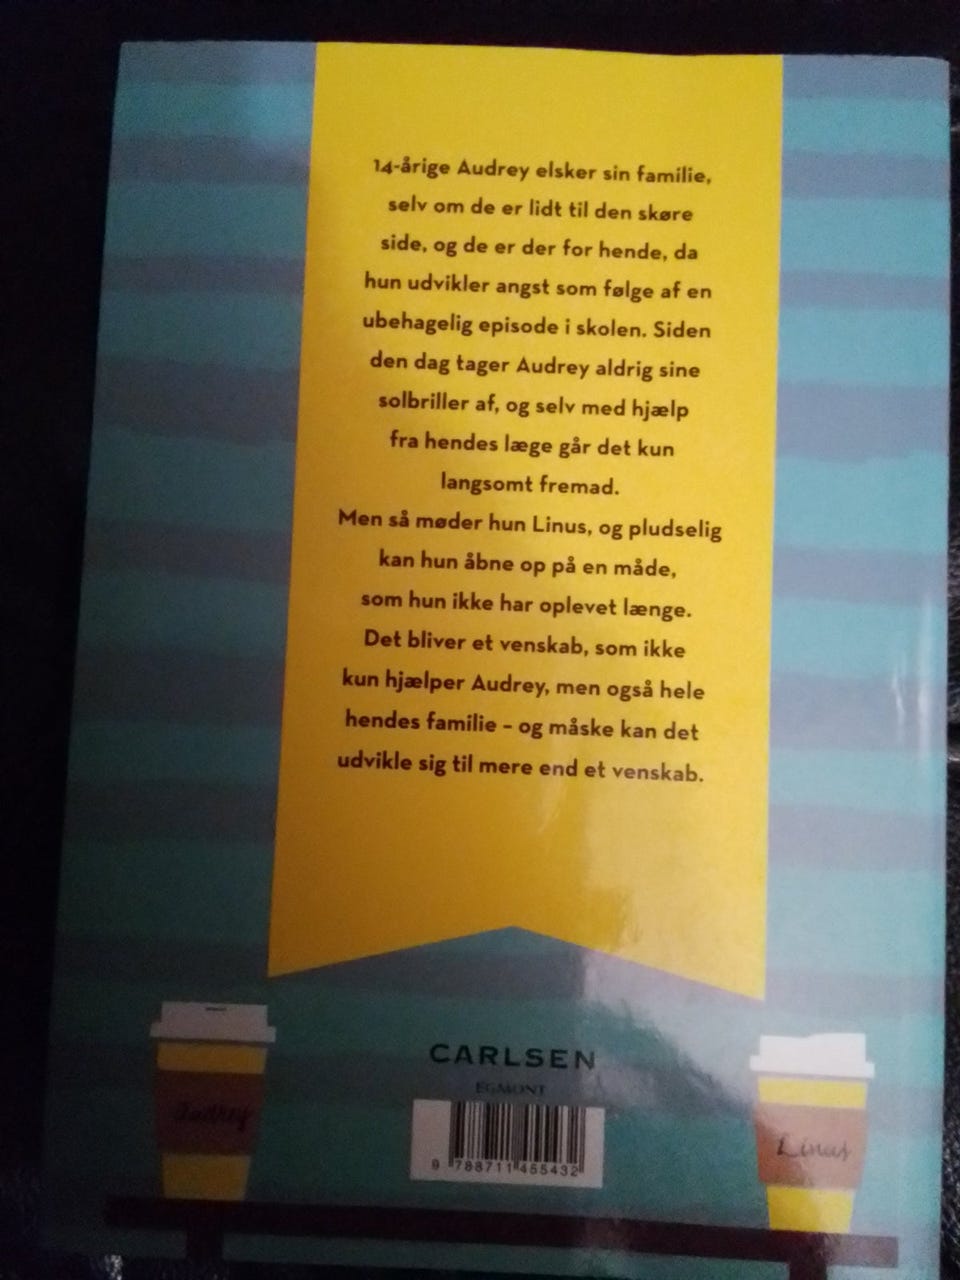 14-årige Audrey elsker sin familie,
selv om de er lidt til den skøre
side, og de er der for hende, da
hun udvikler angst som følge af en
ubehagelig episode i skolen. Siden
den dag tager Audrey aldrig sine
solbriller af, og selv med hjælp
fra hendes læge går det kun
langsomt fremad.
Men så møder hun Linus, og pludselig
kan hun åbne op på en måde,
som hun ikke har oplevet længe.
Det bliver et venskab, som ikke
kun hjælper Audrey, men også hele
hendes familie – og måske kan det
udvikle sig til mere end et venskab.
CARLSEN
EGMONT
Audrey
Linus
9 788711 455432